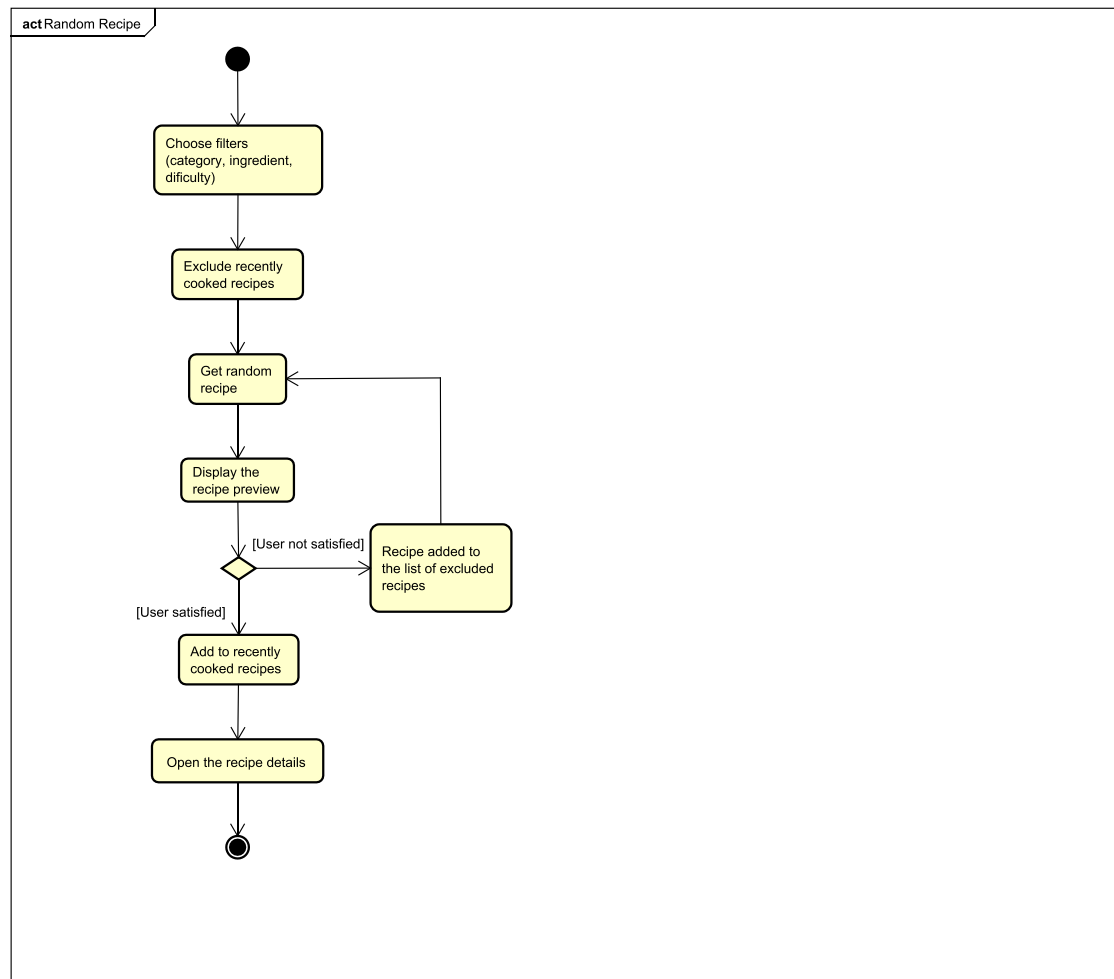 act Random Recipe
Choose filters
(category, ingredient,
dificulty)
Exclude recently
cooked recipes
Get random
recipe
Display the
recipe preview
[User not satisfied]
Recipe added to
the list of excluded
recipes
[User satisfied]
Add to recently
cooked recipes
Open the recipe details